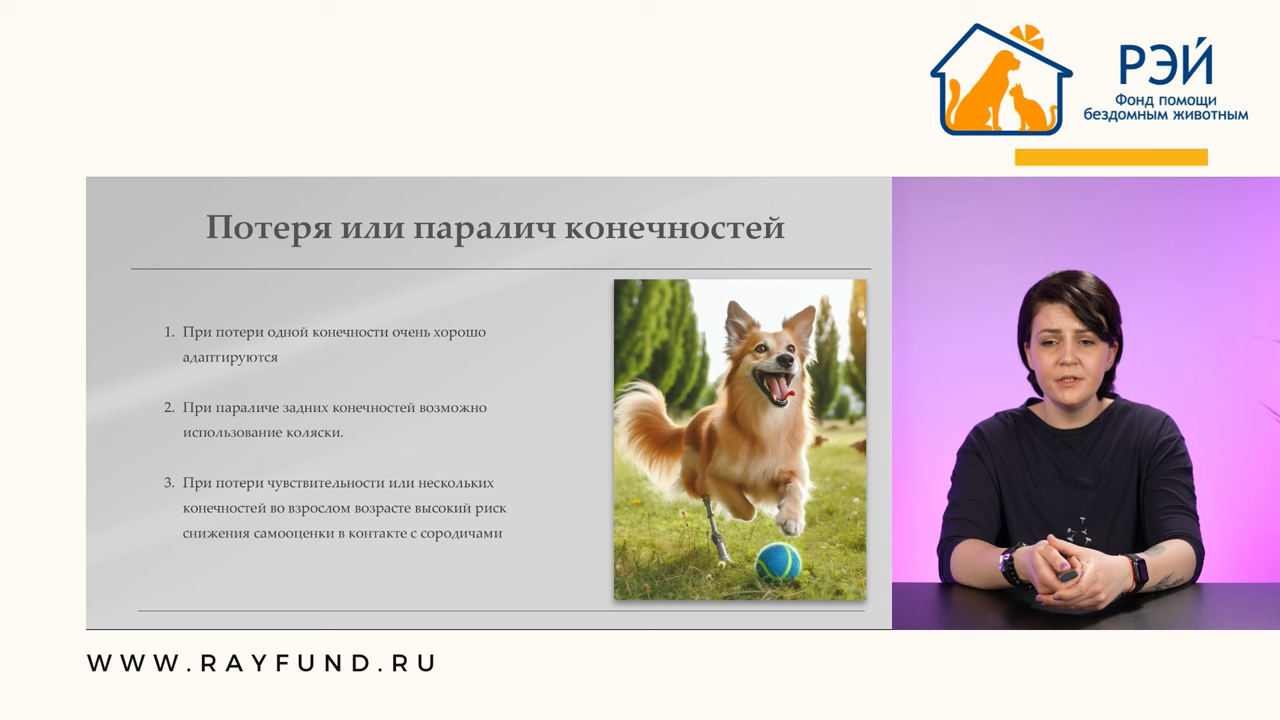 РЭЙ
Фонд помощи
бездомным животным
Потеря или паралич конечностей
1. При потери одной конечности очень хорошо
адаптируются
2. При параличе задних конечностей возможно
использование коляски.
3. При потери чувствительности или нескольких
конечностей во взрослом возрасте высокий риск
снижения самооценки в контакте с сородичами
WWW.RAYFUND.RU